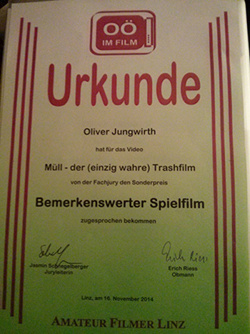 OÖ
IM FILM
Urkunde
Oliver Jungwirth
hat für das Video
Müll - der (einzig wahre) Trashfilm
von der Fachjury den Sonderpreis
Bemerkenswerter Spielfilm
zugesprochen bekommen
Jasmin
Juryleiterin
Erich Riess
Obmann
Linz, am 16. November 2014
AMATEUR FILMER LINZ